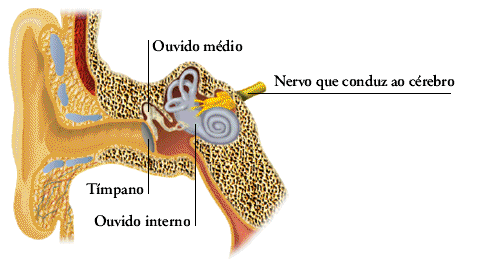 Ouvido médio
Nervo que conduz ao cérebro
Tímpano
Ouvido interno